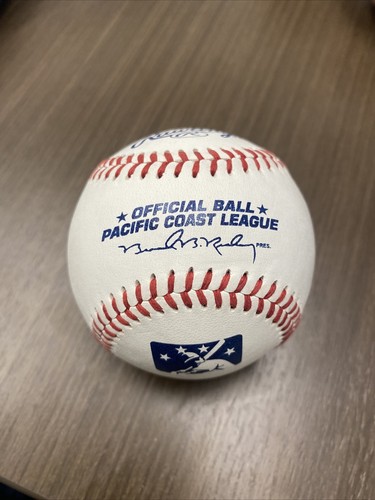 ★ OFFICIAL BALL ★
PACIFIC COAST LEAGUE
PRES.